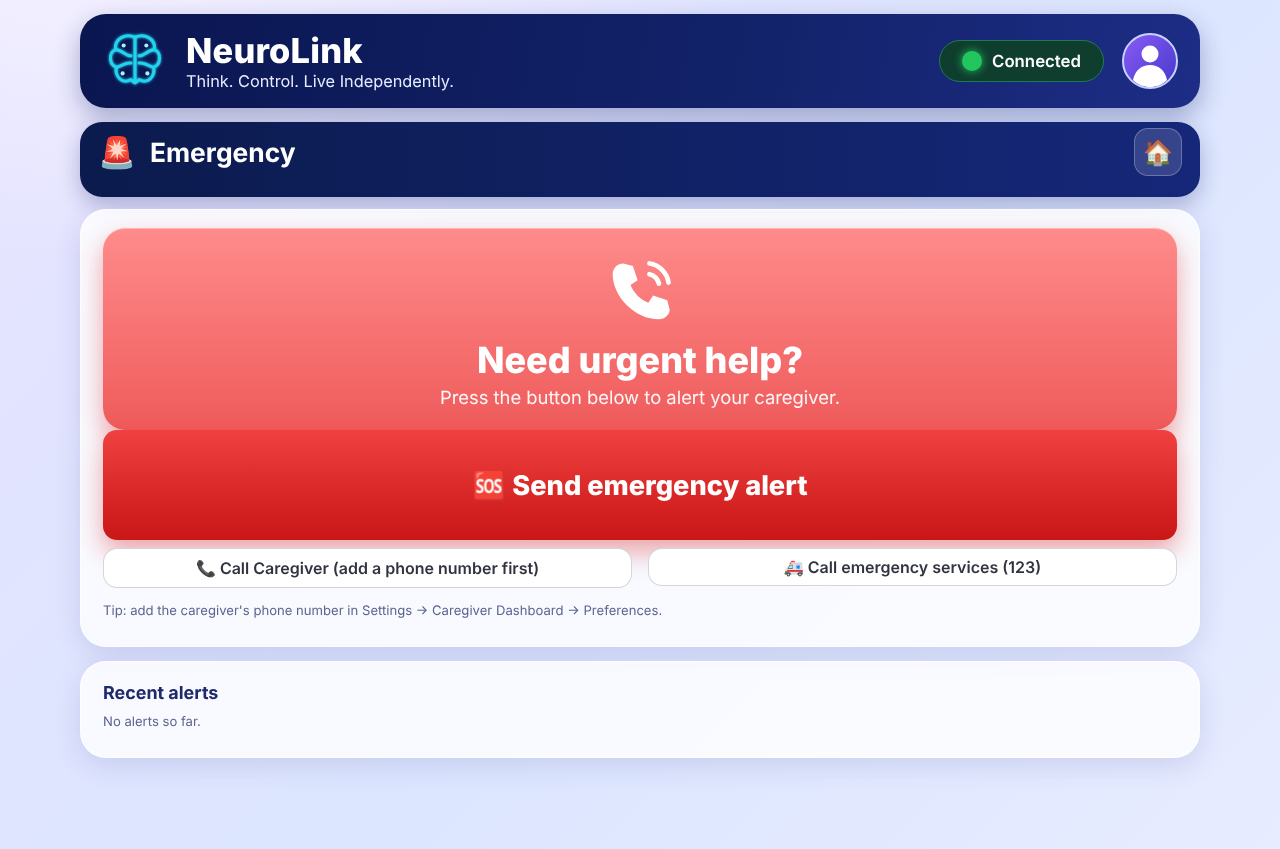 NeuroLink
Think. Control. Live Independently.
Connected
Emergency
Need urgent help?
Press the button below to alert your caregiver.
🆘 Send emergency alert
📞 Call Caregiver (add a phone number first)
🚑 Call emergency services (123)
Tip: add the caregiver's phone number in Settings → Caregiver Dashboard → Preferences.
Recent alerts
No alerts so far.